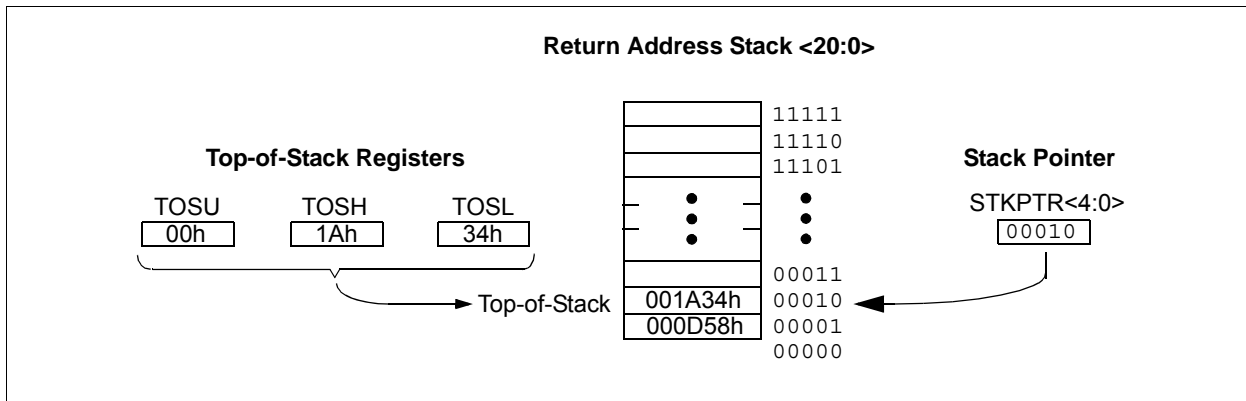 Return Address Stack <20:0>
11111
11110
11101
Top-of-Stack Registers
Stack Pointer
TOSU TOSH TOSL
00h 1Ah 34h
STKPTR<4:0>
00010
00011
Top-of-Stack 001A34h 00010
000D58h 00001
00000